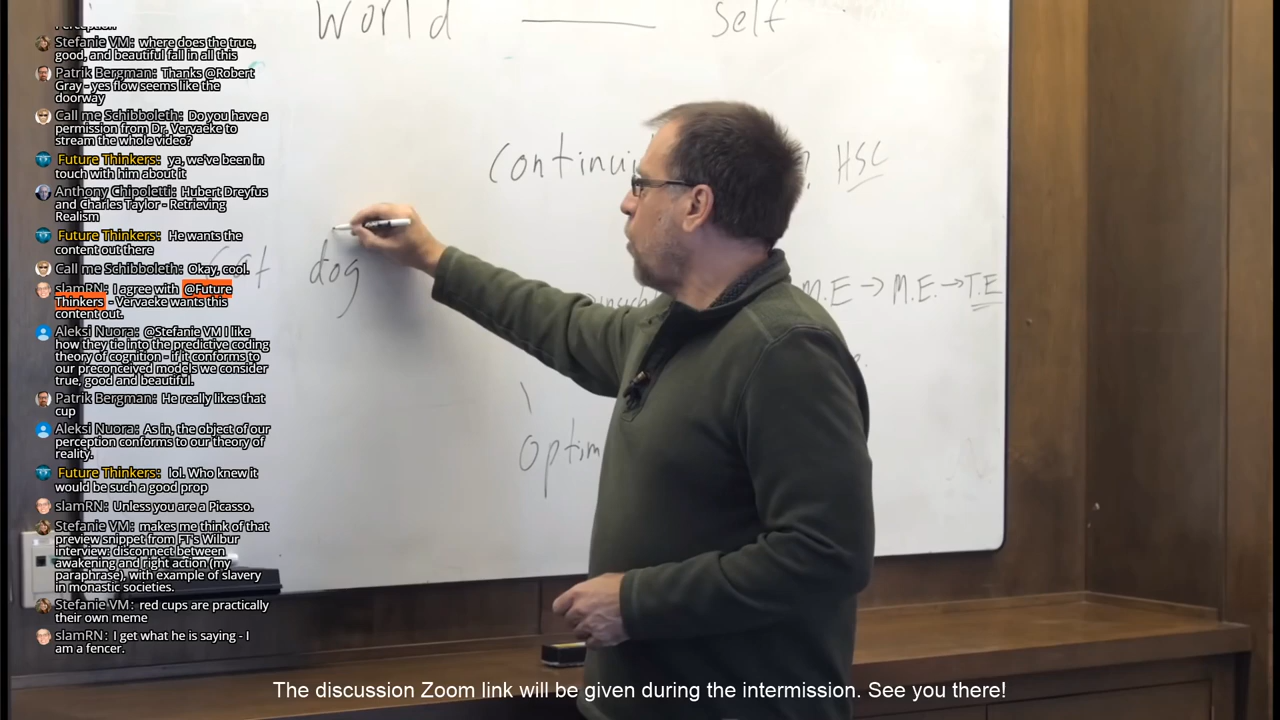 World ——— Self
Continui
? HSC
Cat dog
insight
M.E → M.E. → T.E
Optim
Perception
Stefanie VM: where does the true,
good, and beautiful fall in all this
Patrik Bergman: Thanks @Robert
Gray - yes flow seems like the
doorway
Call me Schibboleth: Do you have a
permission from Dr. Vervaeke to
stream the whole video?
Future Thinkers: ya, we've been in
touch with him about it
Anthony Chipoletti: Hubert Dreyfus
and Charles Taylor - Retrieving
Realism
Future Thinkers: He wants the
content out there
Call me Schibboleth: Okay, cool.
slamRN: I agree with @Future
Thinkers - Vervaeke wants this
content out.
Aleksi Nuora: @Stefanie VM I like
how they tie into the predictive coding
theory of cognition - if it conforms to
our preconceived models we consider
true, good and beautiful.
Patrik Bergman: He really likes that
cup
Aleksi Nuora: As in, the object of our
perception conforms to our theory of
reality.
Future Thinkers: lol. Who knew it
would be such a good prop
slamRN: Unless you are a Picasso.
Stefanie VM: makes me think of that
preview snippet from FT's Wilbur
interview: disconnect between
awakening and right action (my
paraphrase), with example of slavery
in monastic societies.
Stefanie VM: red cups are practically
their own meme
slamRN: I get what he is saying - I
am a fencer.
The discussion Zoom link will be given during the intermission. See you there!